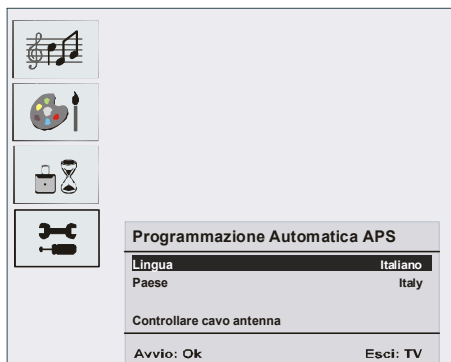 Programmazione Automatica APS
Lingua Italiano
Paese Italy
Controllare cavo antenna
Avvio: Ok Esci: TV